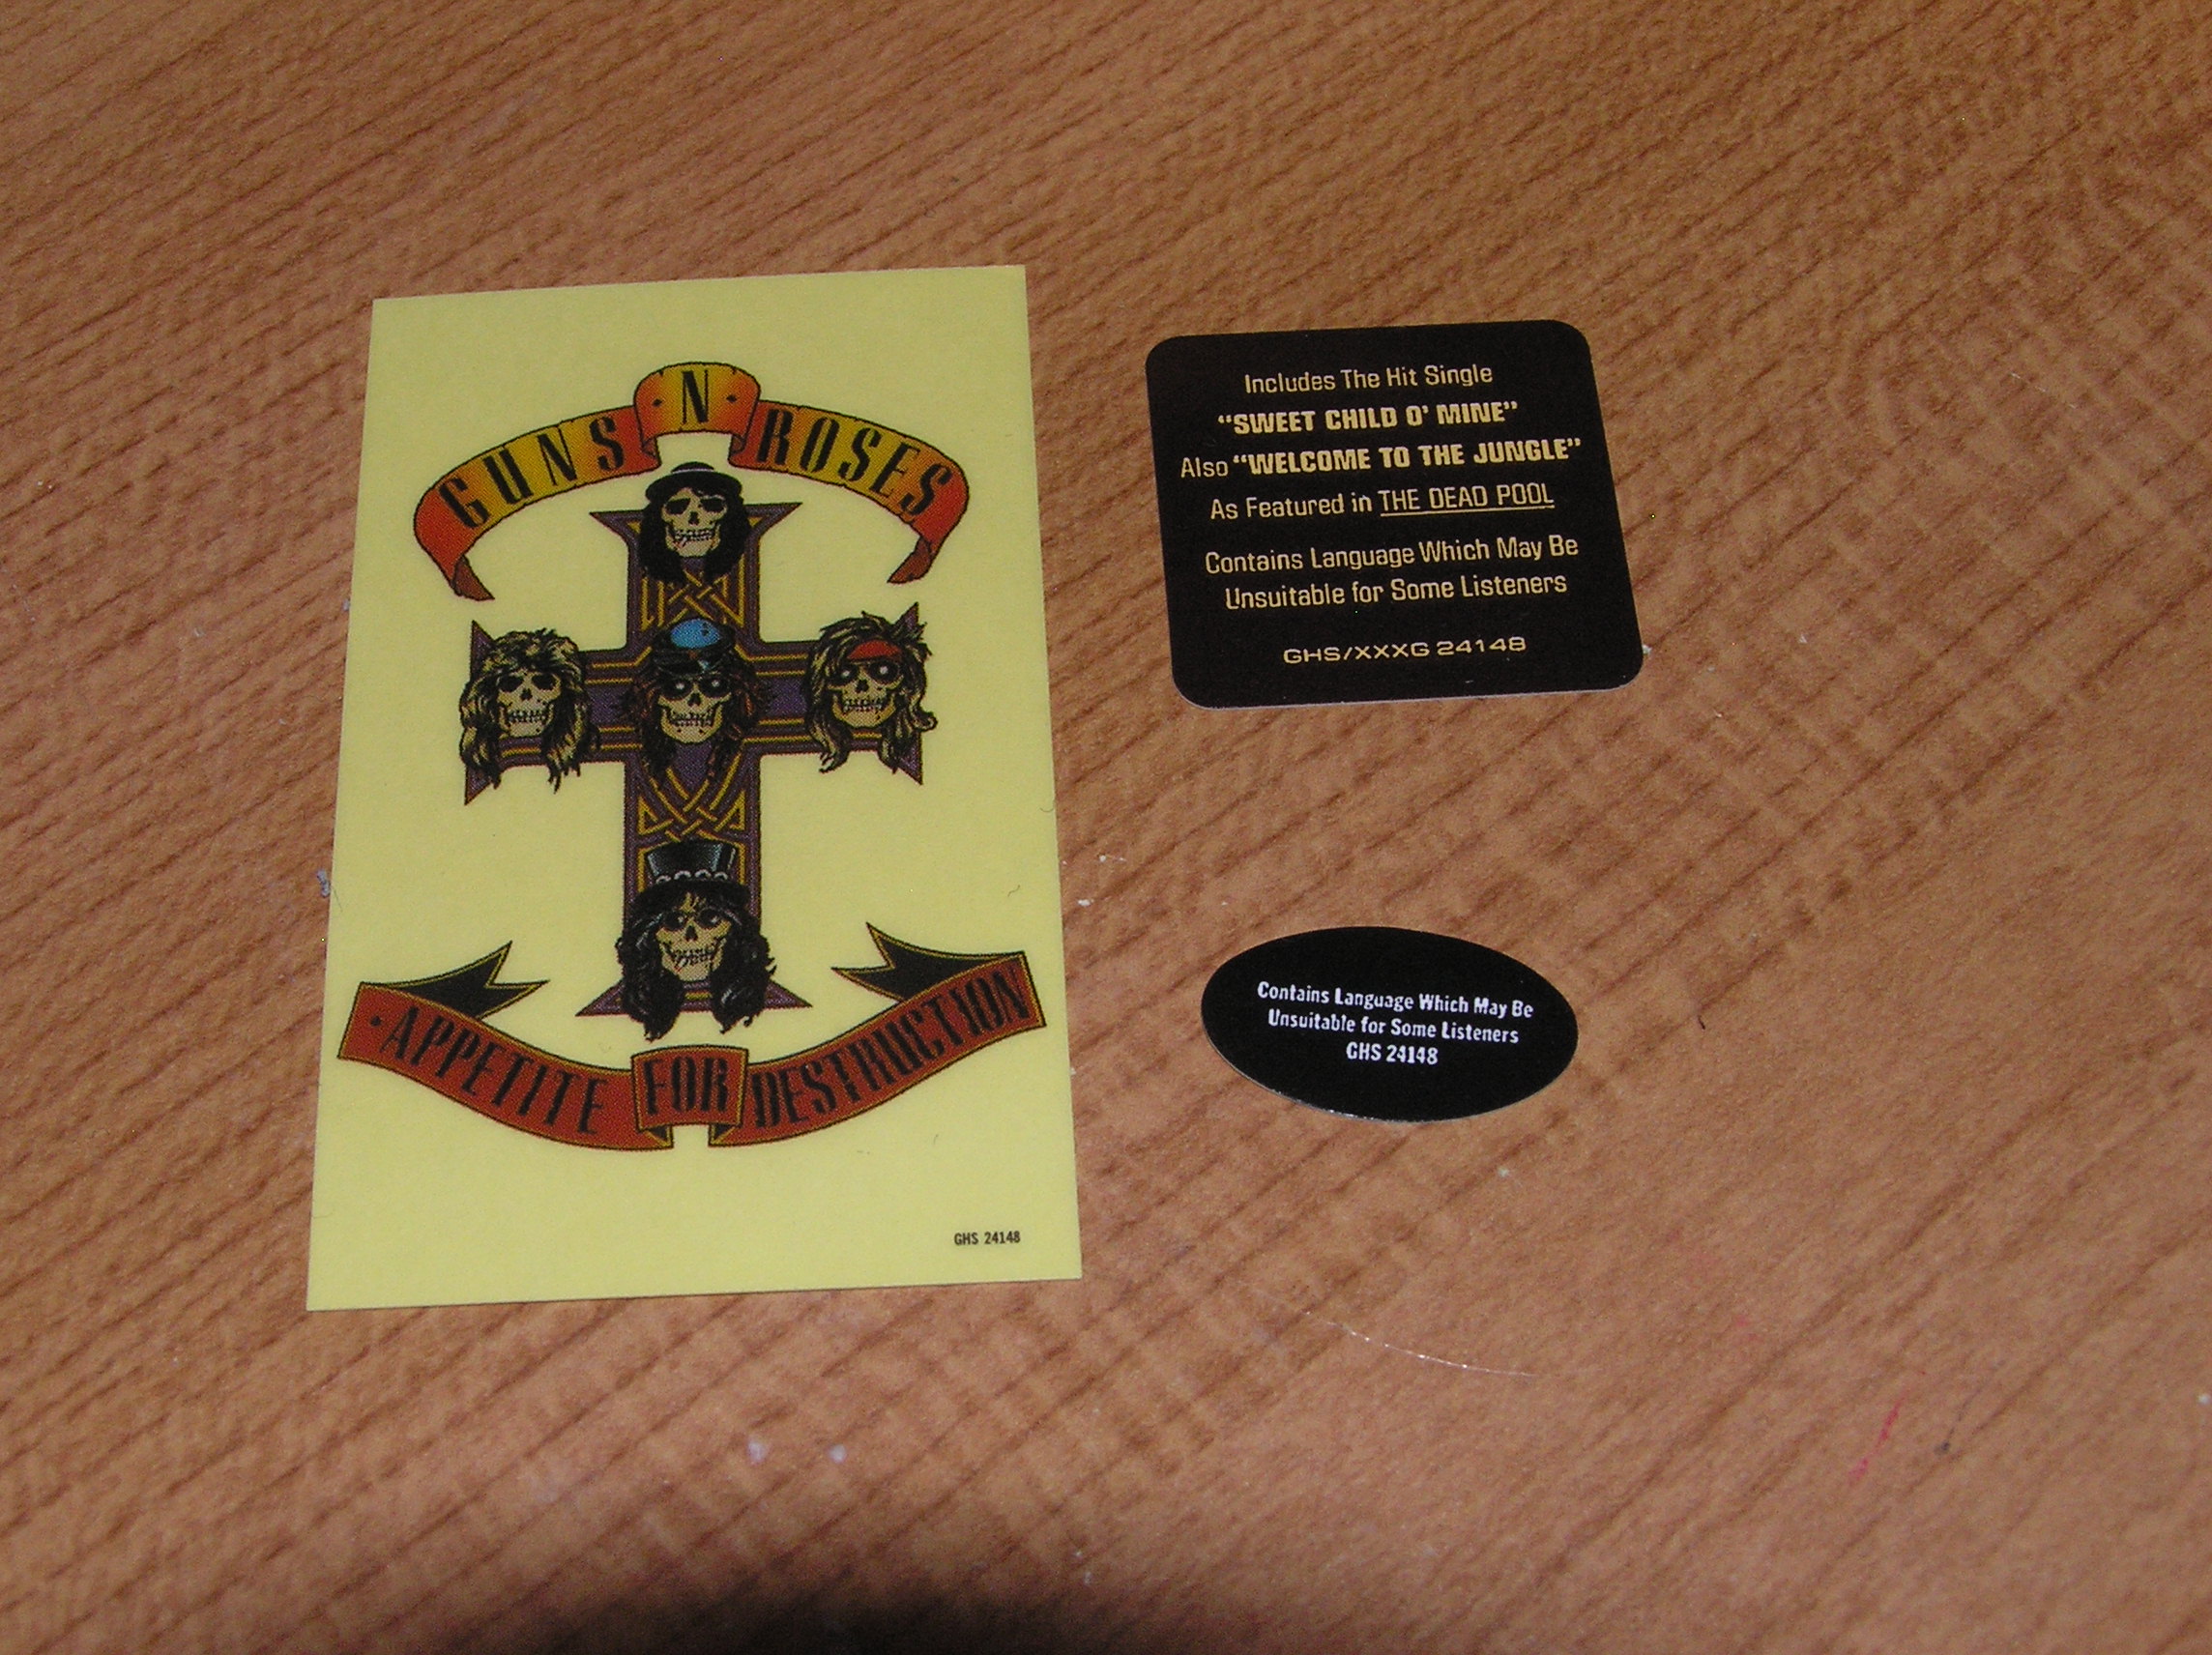 GUNS N ROSES
APPETITE FOR DESTRUCTION
GHS 24148
Includes The Hit Single
"SWEET CHILD O' MINE"
Also "WELCOME TO THE JUNGLE"
As Featured in THE DEAD POOL
Contains Language Which May Be
Unsuitable for Some Listeners
GHS/XXXG 24148
Contains Language Which May Be
Unsuitable for Some Listeners
GHS 24148